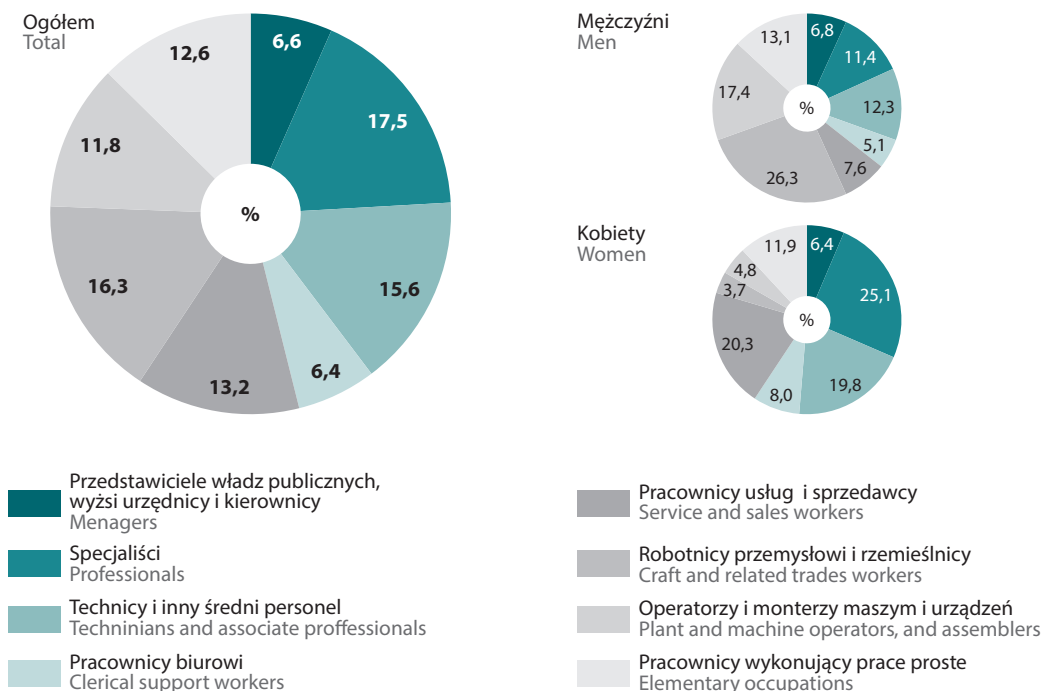 Ogółem
Total
12,6
6,6
17,5
11,8
%
16,3
15,6
13,2
6,4
Mężczyźni
Men
13,1
6,8
11,4
17,4
%
12,3
5,1
7,6
26,3
Kobiety
Women
11,9
6,4
4,8
25,1
3,7
%
20,3
8,0
19,8
Przedstawiciele władz publicznych,
wyżsi urzędnicy i kierownicy
Menagers
Specjaliści
Professionals
Technicy i inny średni personel
Techninians and associate proffessionals
Pracownicy biurowi
Clerical support workers
Pracownicy usług i sprzedawcy
Service and sales workers
Robotnicy przemysłowi i rzemieślnicy
Craft and related trades workers
Operatorzy i monterzy maszym i urządzeń
Plant and machine operators, and assemblers
Pracownicy wykonujący prace proste
Elementary occupations